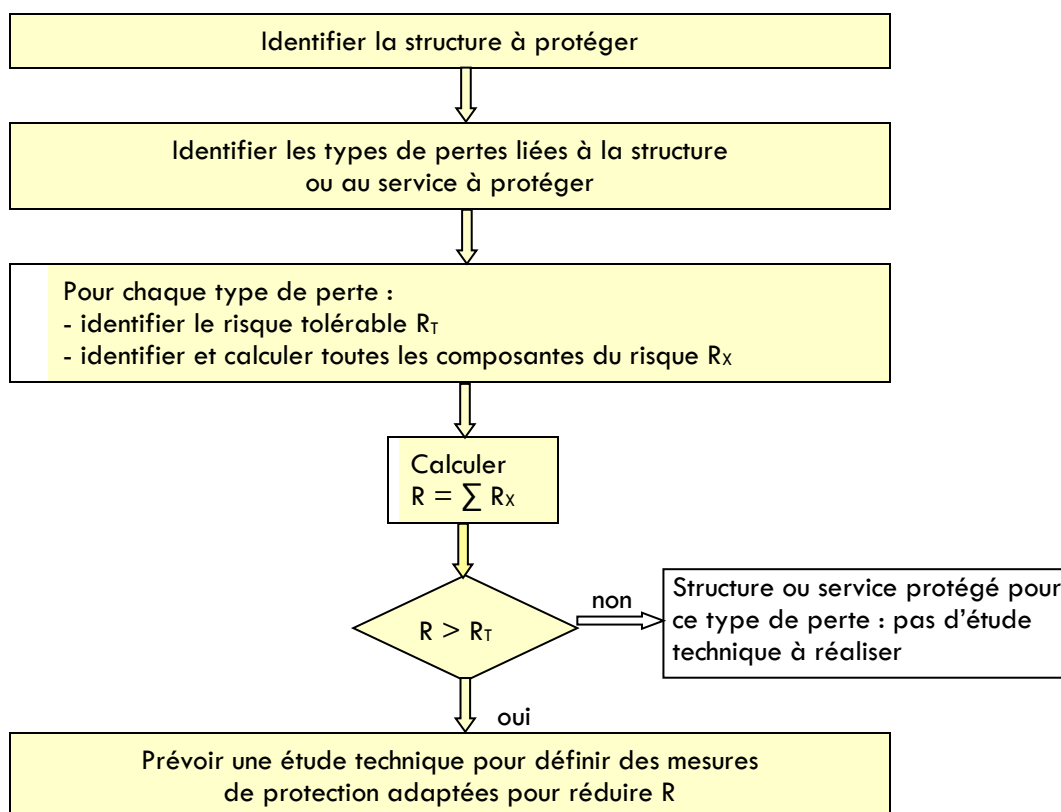 Identifier la structure à protéger
Identifier les types de pertes liées à la structure
ou au service à protéger
Pour chaque type de perte :
- identifier le risque tolérable RT
- identifier et calculer toutes les composantes du risque RX
Calculer
R = ∑ RX
R > RT
non
Structure ou service protégé pour
ce type de perte : pas d’étude
technique à réaliser
oui
Prévoir une étude technique pour définir des mesures
de protection adaptées pour réduire R